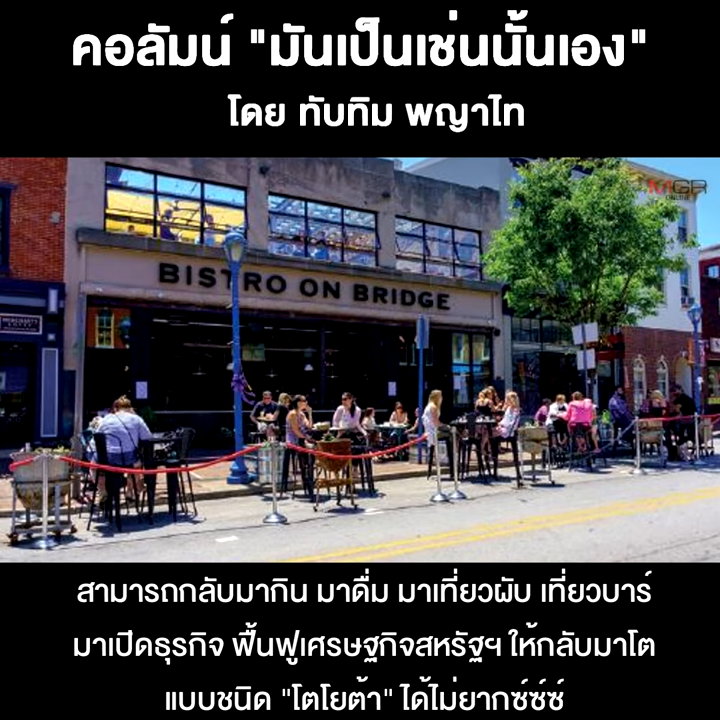 คอลัมน์ "มันเป็นเช่นนั้นเอง"
โดย ทับทิม พญาไท
MGR
ONLINE
BISTRO ON BRIDGE
สามารถกลับมากิน มาดื่ม มาเที่ยวผับ เที่ยวบาร์
มาเปิดธุรกิจ ฟื้นฟูเศรษฐกิจสหรัฐฯ ให้กลับมาโต
แบบชนิด "โตโยต้า" ได้ไม่ยากซ์ซ์ซ์